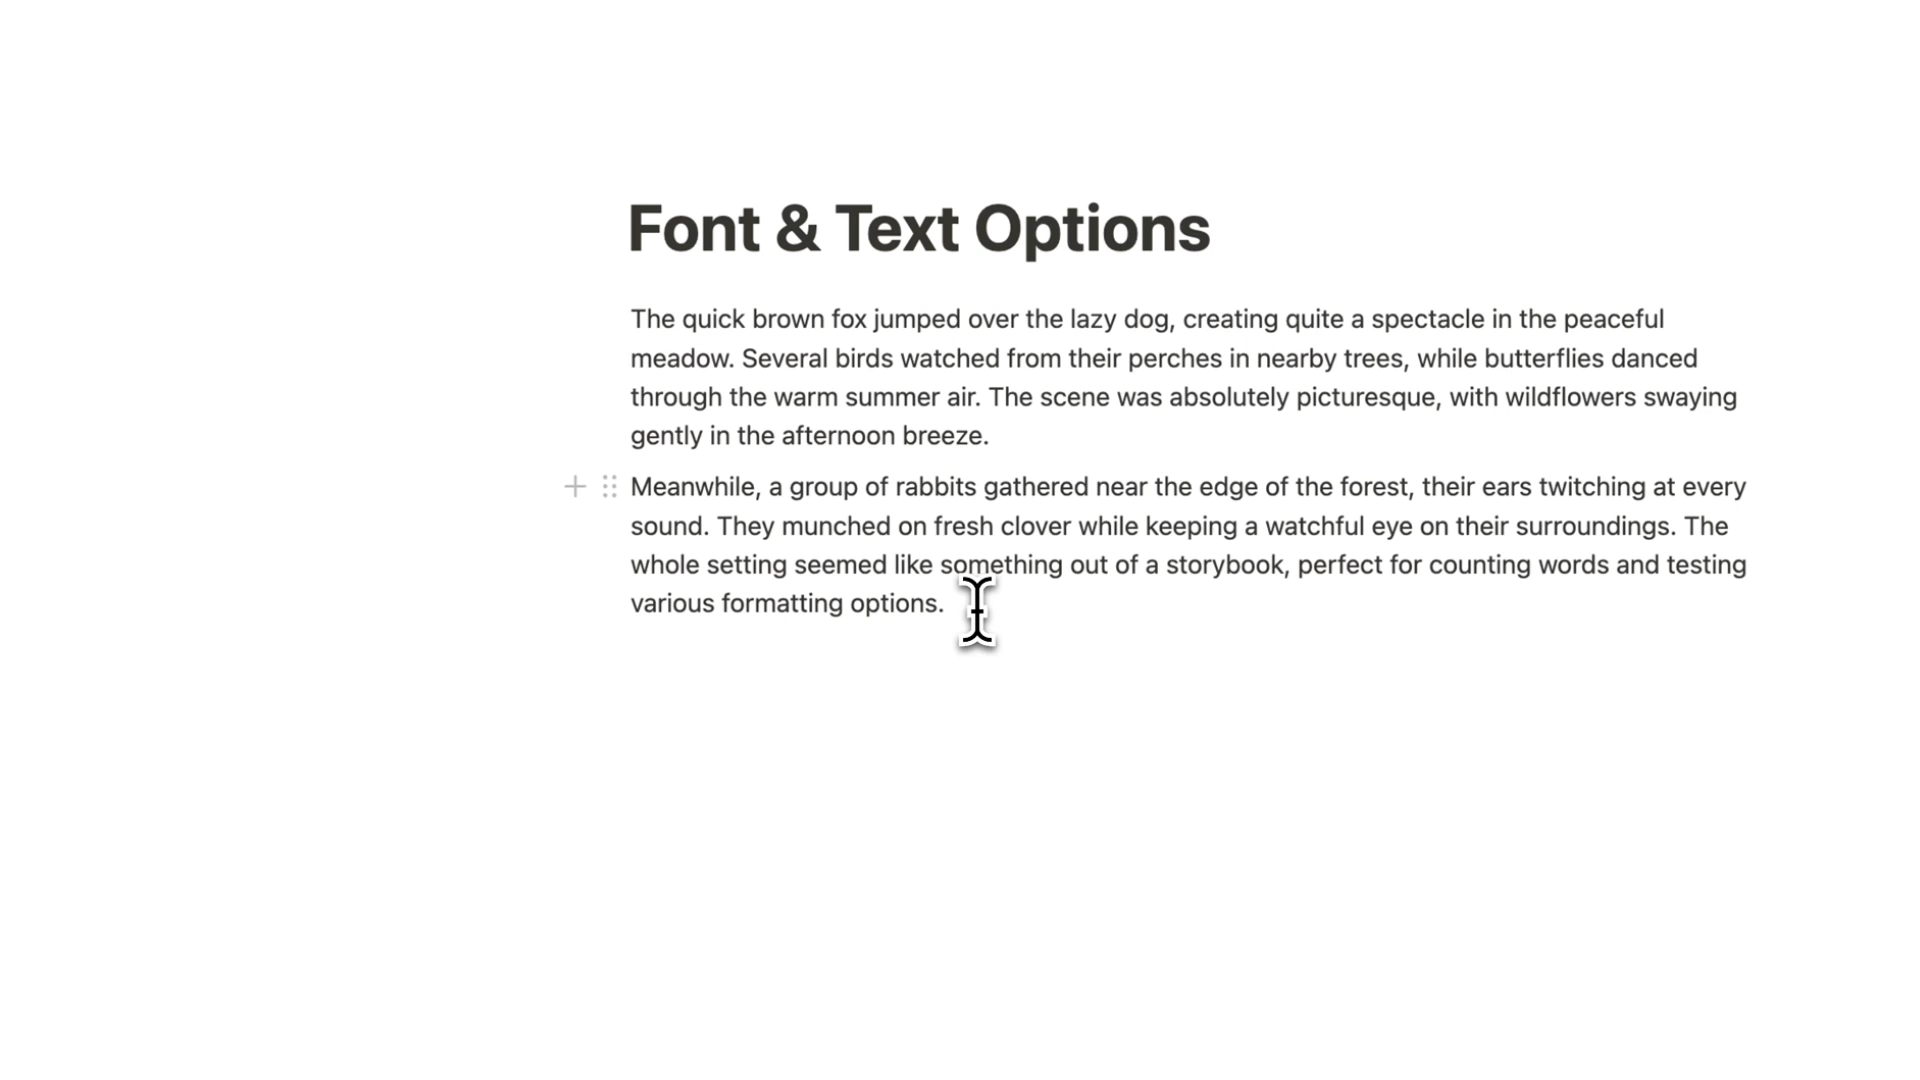 Font & Text Options
The quick brown fox jumped over the lazy dog, creating quite a spectacle in the peaceful
meadow. Several birds watched from their perches in nearby trees, while butterflies danced
through the warm summer air. The scene was absolutely picturesque, with wildflowers swaying
gently in the afternoon breeze.
Meanwhile, a group of rabbits gathered near the edge of the forest, their ears twitching at every
sound. They munched on fresh clover while keeping a watchful eye on their surroundings. The
whole setting seemed like something out of a storybook, perfect for counting words and testing
various formatting options.